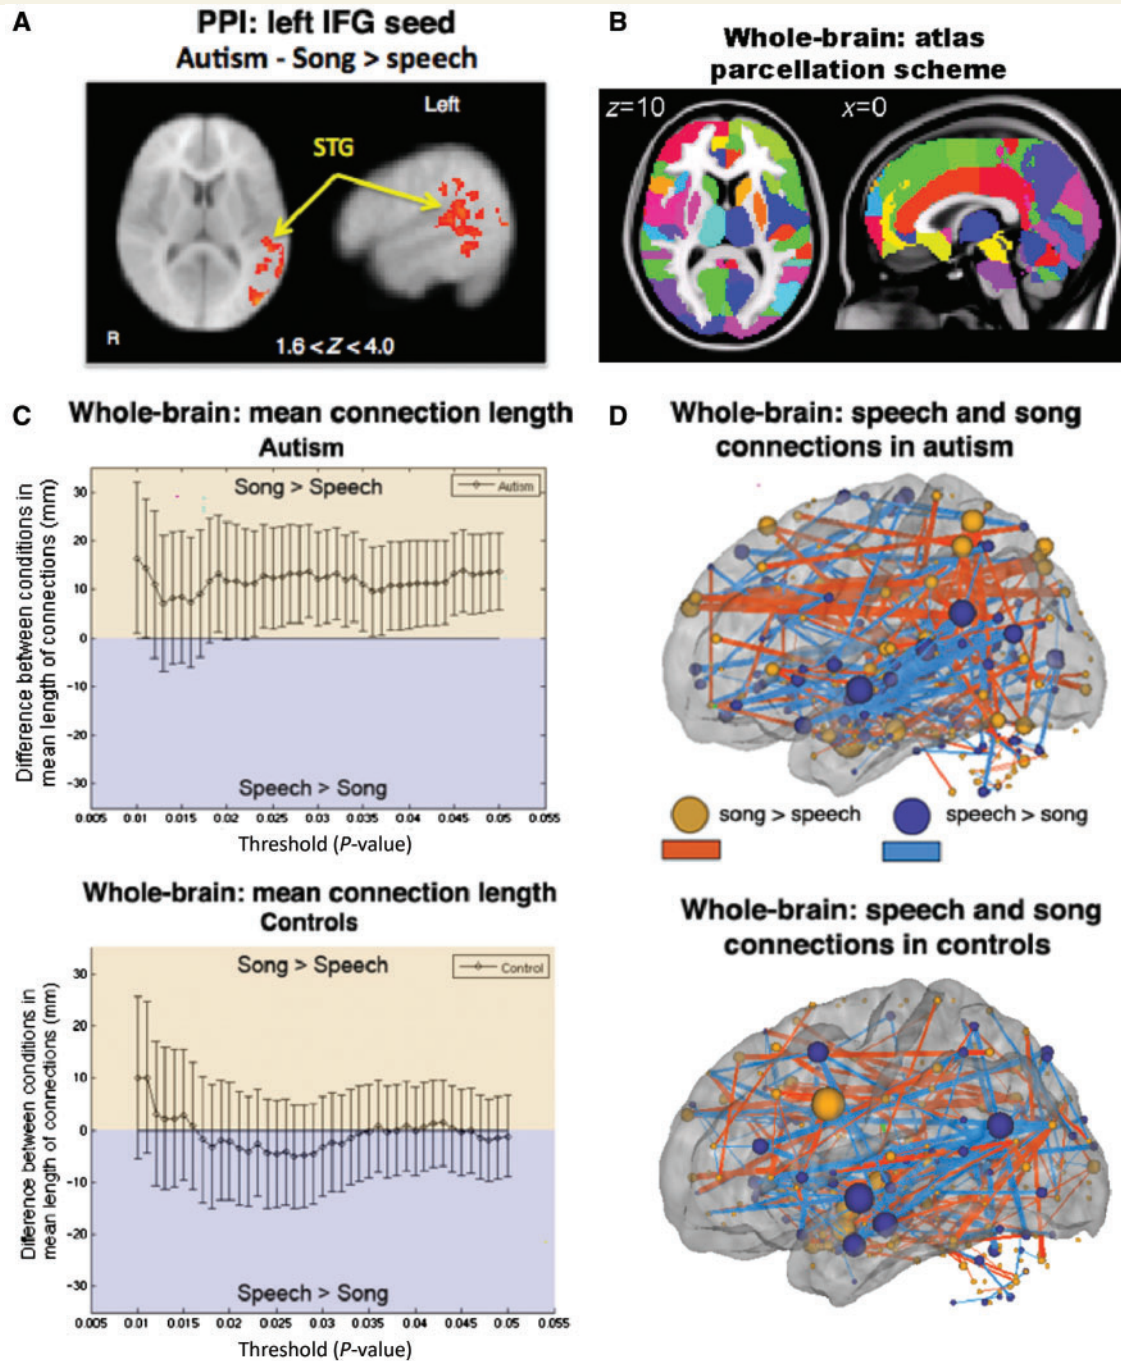 A
PPI: left IFG seed
Autism - Song > speech
Left
STG
R
1.6 < Z < 4.0
B
Whole-brain: atlas
parcellation scheme
z=10
x=0
C
Whole-brain: mean connection length
Autism
Song > Speech
Autism
Speech > Song
30
20
10
0
-10
-20
-30
0.005 0.01 0.015 0.02 0.025 0.03 0.035 0.04 0.045 0.05 0.055
Difference between conditions in
mean length of connections (mm)
Threshold (P-value)
Whole-brain: mean connection length
Controls
Song > Speech
Control
Speech > Song
30
20
10
0
-10
-20
-30
0.005 0.01 0.015 0.02 0.025 0.03 0.035 0.04 0.045 0.05 0.055
Difference between conditions in
mean length of connections (mm)
Threshold (P-value)
D
Whole-brain: speech and song
connections in autism
song > speech
speech > song
Whole-brain: speech and song
connections in controls